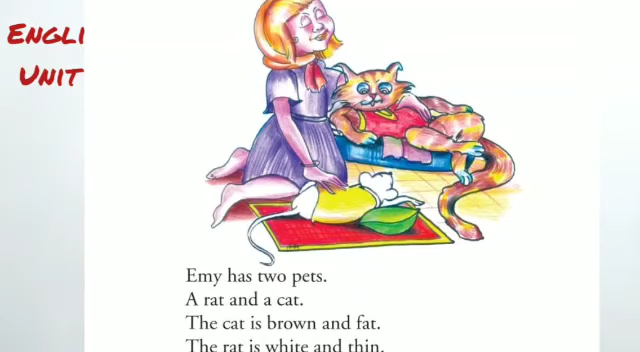 ENGLI
UNIT
Emy has two pets.
A rat and a cat.
The cat is brown and fat.
The rat is white and thin.